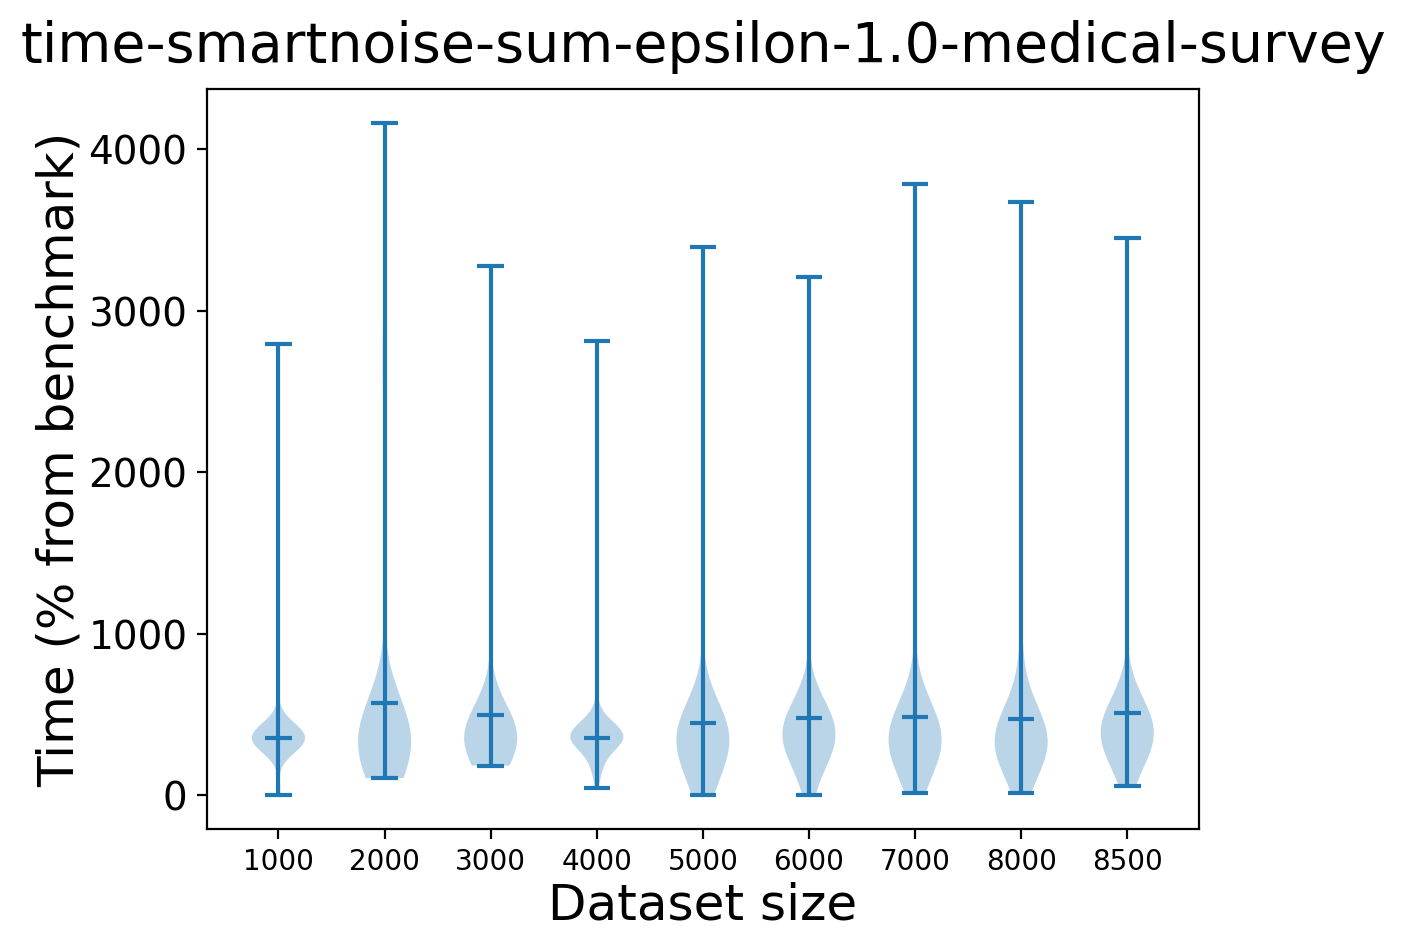 time-smartnoise-sum-epsilon-1.0-medical-survey
Time (% from benchmark)
4000
3000
2000
1000
0
1000 2000 3000 4000 5000 6000 7000 8000 8500
Dataset size